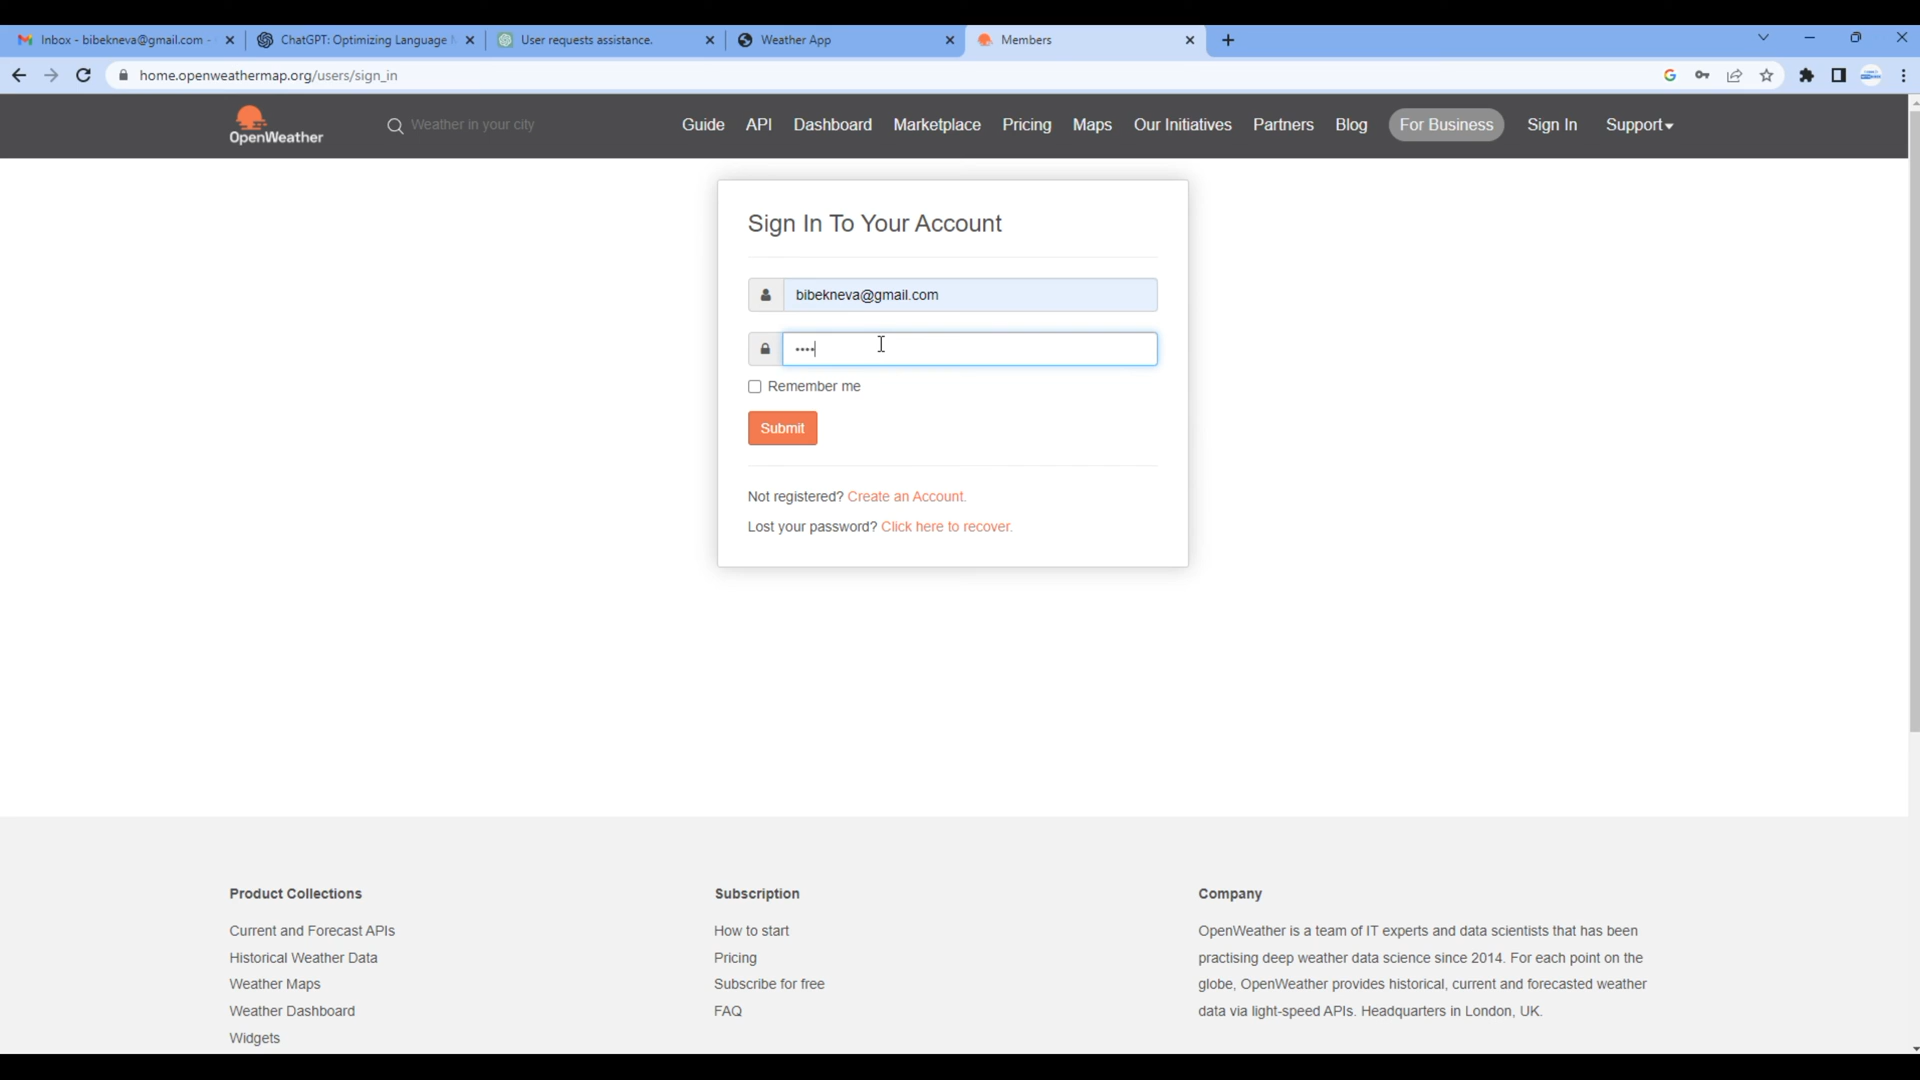 Inbox - bibekneva@gmail.com -
ChatGPT: Optimizing Language
User requests assistance.
Weather App
Members
home.openweathermap.org/users/sign_in
OpenWeather
Weather in your city
Guide API Dashboard Marketplace Pricing Maps Our Initiatives Partners Blog For Business Sign In Support
Sign In To Your Account
bibekneva@gmail.com
••••
Remember me
Submit
Not registered? Create an Account.
Lost your password? Click here to recover.
Product Collections
Current and Forecast APIs
Historical Weather Data
Weather Maps
Weather Dashboard
Widgets
Subscription
How to start
Pricing
Subscribe for free
FAQ
Company
OpenWeather is a team of IT experts and data scientists that has been
practising deep weather data science since 2014. For each point on the
globe, OpenWeather provides historical, current and forecasted weather
data via light-speed APIs. Headquarters in London, UK.